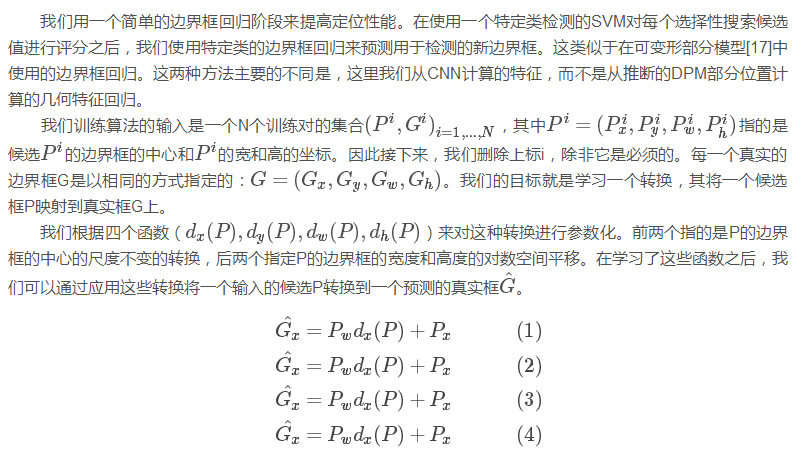 我们用一个简单的边界框回归阶段来提高定位性能。在使用一个特定类检测的SVM对每个选择性搜索候选
值进行评分之后，我们使用特定类的边界框回归来预测用于检测的新边界框。这类似于在可变形部分模型[17]中
使用的边界框回归。这两种方法主要的不同是，这里我们从CNN计算的特征，而不是从推断的DPM部分位置计
算的几何特征回归。
我们训练算法的输入是一个N个训练对的集合$(P^i,G^i)_{i=1,...,N}$，其中$P^i=(P_x^i,P_y^i,P_w^i,P_h^i)$指的是
候选$P^i$的边界框的中心和$P^i$的宽和高的坐标。因此接下来，我们删除上标i，除非它是必须的。每一个真实的
边界框G是以相同的方式指定的：$G=(G_x,G_y,G_w,G_h)$。我们的目标就是学习一个转换，其将一个候选
框P映射到真实框G上。
我们根据四个函数（$d_x(P),d_y(P),d_w(P),d_h(P)$）来对这种转换进行参数化。前两个指的是P的边界
框的中心的尺度不变的转换，后两个指定P的边界框的宽度和高度的对数空间平移。在学习了这些函数之后，我
们可以通过应用这些转换将一个输入的候选P转换到一个预测的真实框$\hat{G}$。
$\hat{G}_x=P_wd_x(P)+P_x$ (1)
$\hat{G}_x=P_wd_x(P)+P_x$ (2)
$\hat{G}_x=P_wd_x(P)+P_x$ (3)
$\hat{G}_x=P_wd_x(P)+P_x$ (4)